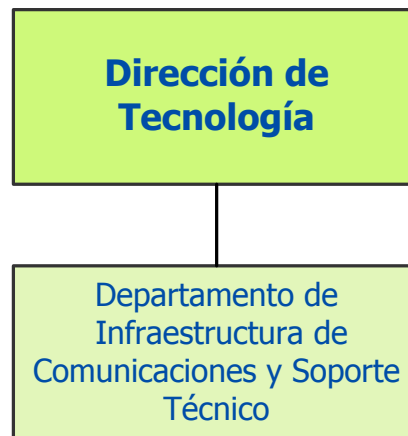 Dirección de
Tecnología
Departamento de
Infraestructura de
Comunicaciones y Soporte
Técnico